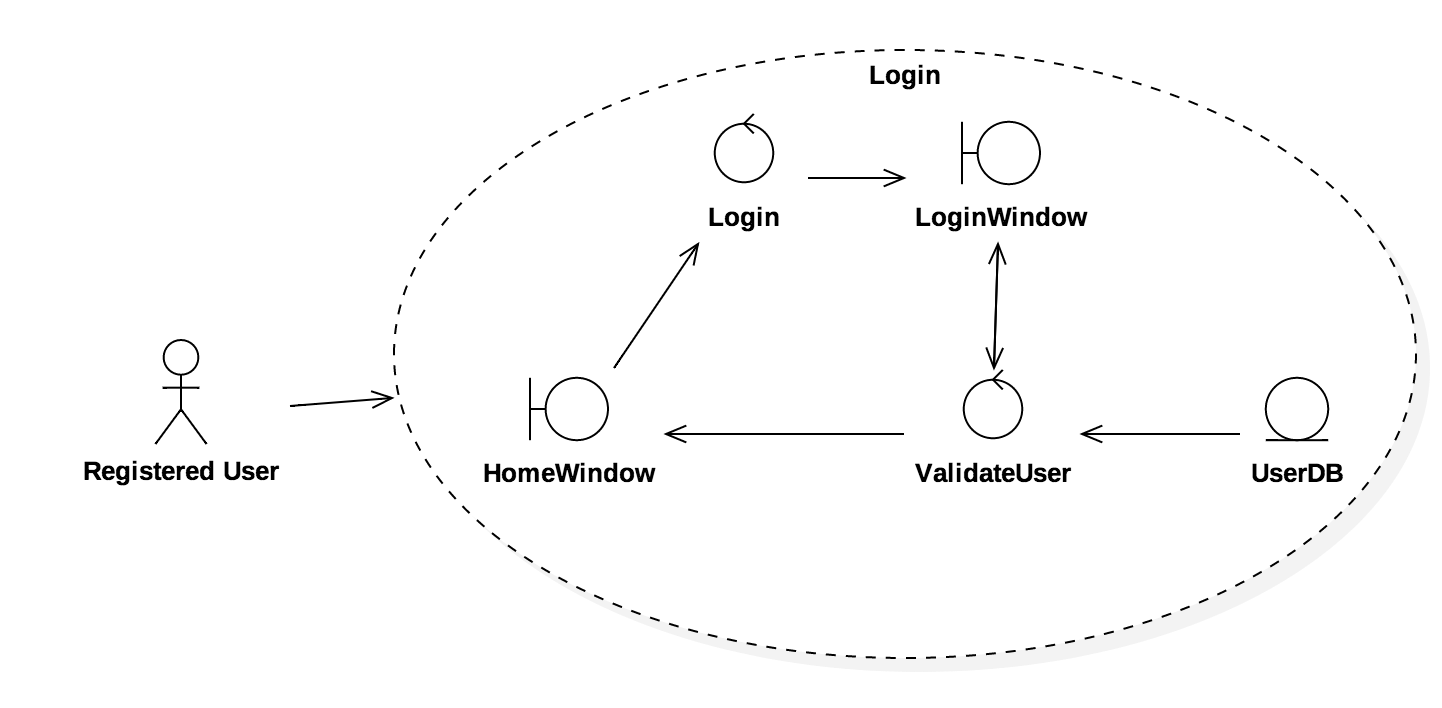 Login
Login
LoginWindow
Registered User
HomeWindow
ValidateUser
UserDB